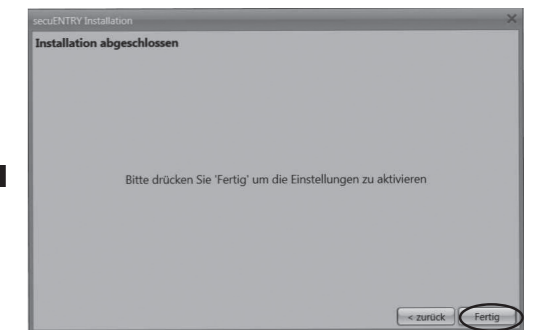 secuENTRY Installation
Installation abgeschlossen
Bitte drücken Sie 'Fertig' um die Einstellungen zu aktivieren
< zurück Fertig